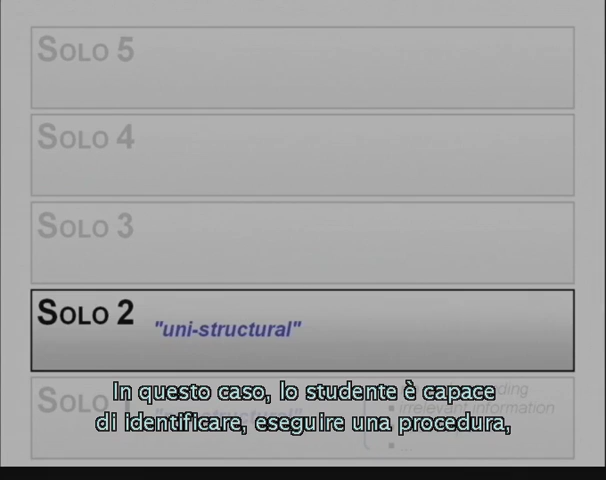 SOLO 5
SOLO 4
SOLO 3
SOLO 2
"uni-structural"
SOLO
irrelevant information
In questo caso, lo studente è capace
di identificare, eseguire una procedura,